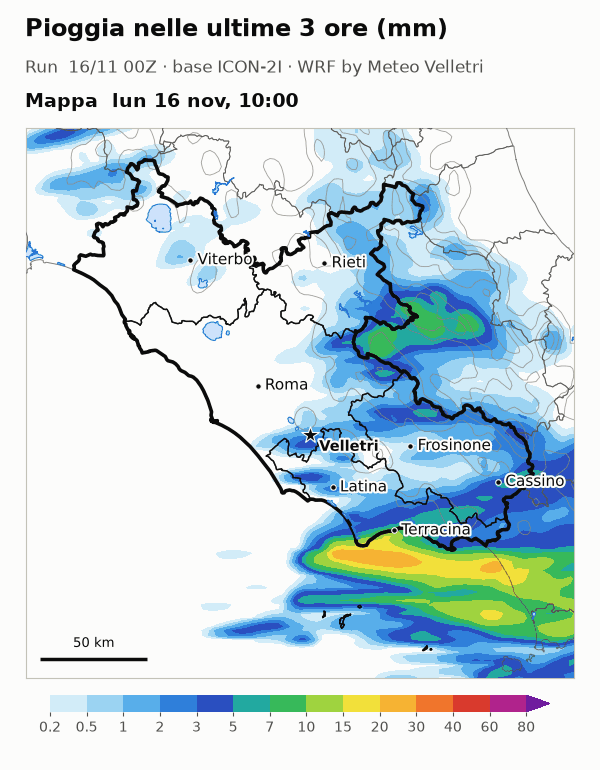 Pioggia nelle ultime 3 ore (mm)
Run  16/11 00Z · base ICON-2I · WRF by Meteo Velletri
Mappa  lun 16 nov, 10:00
Viterbo
Rieti
Roma
Velletri
Frosinone
Latina
Cassino
Terracina
50 km
0.2 0.5 1 2 3 5 7 10 15 20 30 40 60 80